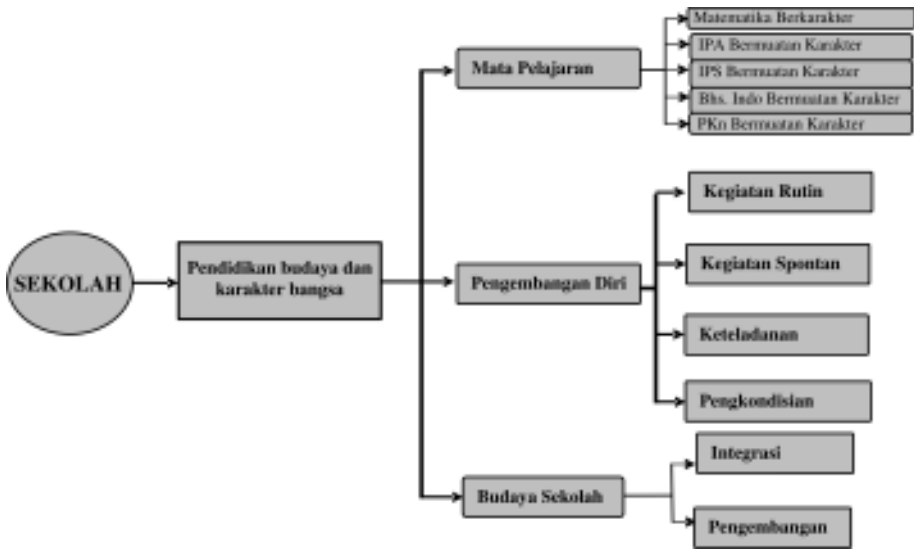 SEKOLAH
Pendidikan budaya dan
karakter bangsa
Mata Pelajaran
Matematika Berkarakter
IPA Bermuatan Karakter
IPS Bermuatan Karakter
Bhs. Indo Bermuatan Karakter
PKn Bermuatan Karakter
Pengembangan Diri
Kegiatan Rutin
Kegiatan Spontan
Keteladanan
Pengkondisian
Budaya Sekolah
Integrasi
Pengembangan